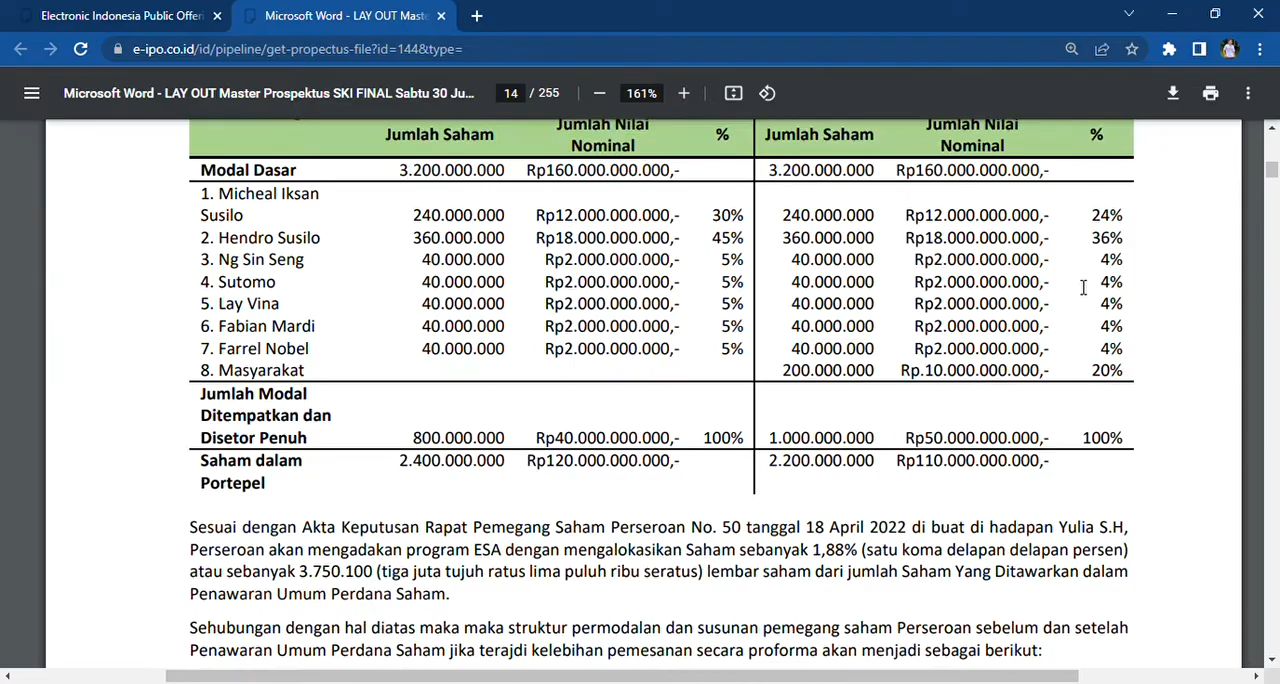 Electronic Indonesia Public Offeri
Microsoft Word - LAY OUT Maste
e-ipo.co.id/id/pipeline/get-propectus-file?id=144&type=
Microsoft Word - LAY OUT Master Prospektus SKI FINAL Sabtu 30 Ju... 14 / 255 161%
Jumlah Saham Jumlah Nilai Nominal % Jumlah Saham Jumlah Nilai Nominal %
Modal Dasar 3.200.000.000 Rp160.000.000.000,- 3.200.000.000 Rp160.000.000.000,-
1. Micheal Iksan
Susilo 240.000.000 Rp12.000.000.000,- 30% 240.000.000 Rp12.000.000.000,- 24%
2. Hendro Susilo 360.000.000 Rp18.000.000.000,- 45% 360.000.000 Rp18.000.000.000,- 36%
3. Ng Sin Seng 40.000.000 Rp2.000.000.000,- 5% 40.000.000 Rp2.000.000.000,- 4%
4. Sutomo 40.000.000 Rp2.000.000.000,- 5% 40.000.000 Rp2.000.000.000,- 4%
5. Lay Vina 40.000.000 Rp2.000.000.000,- 5% 40.000.000 Rp2.000.000.000,- 4%
6. Fabian Mardi 40.000.000 Rp2.000.000.000,- 5% 40.000.000 Rp2.000.000.000,- 4%
7. Farrel Nobel 40.000.000 Rp2.000.000.000,- 5% 40.000.000 Rp2.000.000.000,- 4%
8. Masyarakat 200.000.000 Rp.10.000.000.000,- 20%
Jumlah Modal
Ditempatkan dan
Disetor Penuh 800.000.000 Rp40.000.000.000,- 100% 1.000.000.000 Rp50.000.000.000,- 100%
Saham dalam 2.400.000.000 Rp120.000.000.000,- 2.200.000.000 Rp110.000.000.000,-
Portepel
Sesuai dengan Akta Keputusan Rapat Pemegang Saham Perseroan No. 50 tanggal 18 April 2022 di buat di hadapan Yulia S.H,
Perseroan akan mengadakan program ESA dengan mengalokasikan Saham sebanyak 1,88% (satu koma delapan delapan persen)
atau sebanyak 3.750.100 (tiga juta tujuh ratus lima puluh ribu seratus) lembar saham dari jumlah Saham Yang Ditawarkan dalam
Penawaran Umum Perdana Saham.
Sehubungan dengan hal diatas maka maka struktur permodalan dan susunan pemegang saham Perseroan sebelum dan setelah
Penawaran Umum Perdana Saham jika terajdi kelebihan pemesanan secara proforma akan menjadi sebagai berikut: